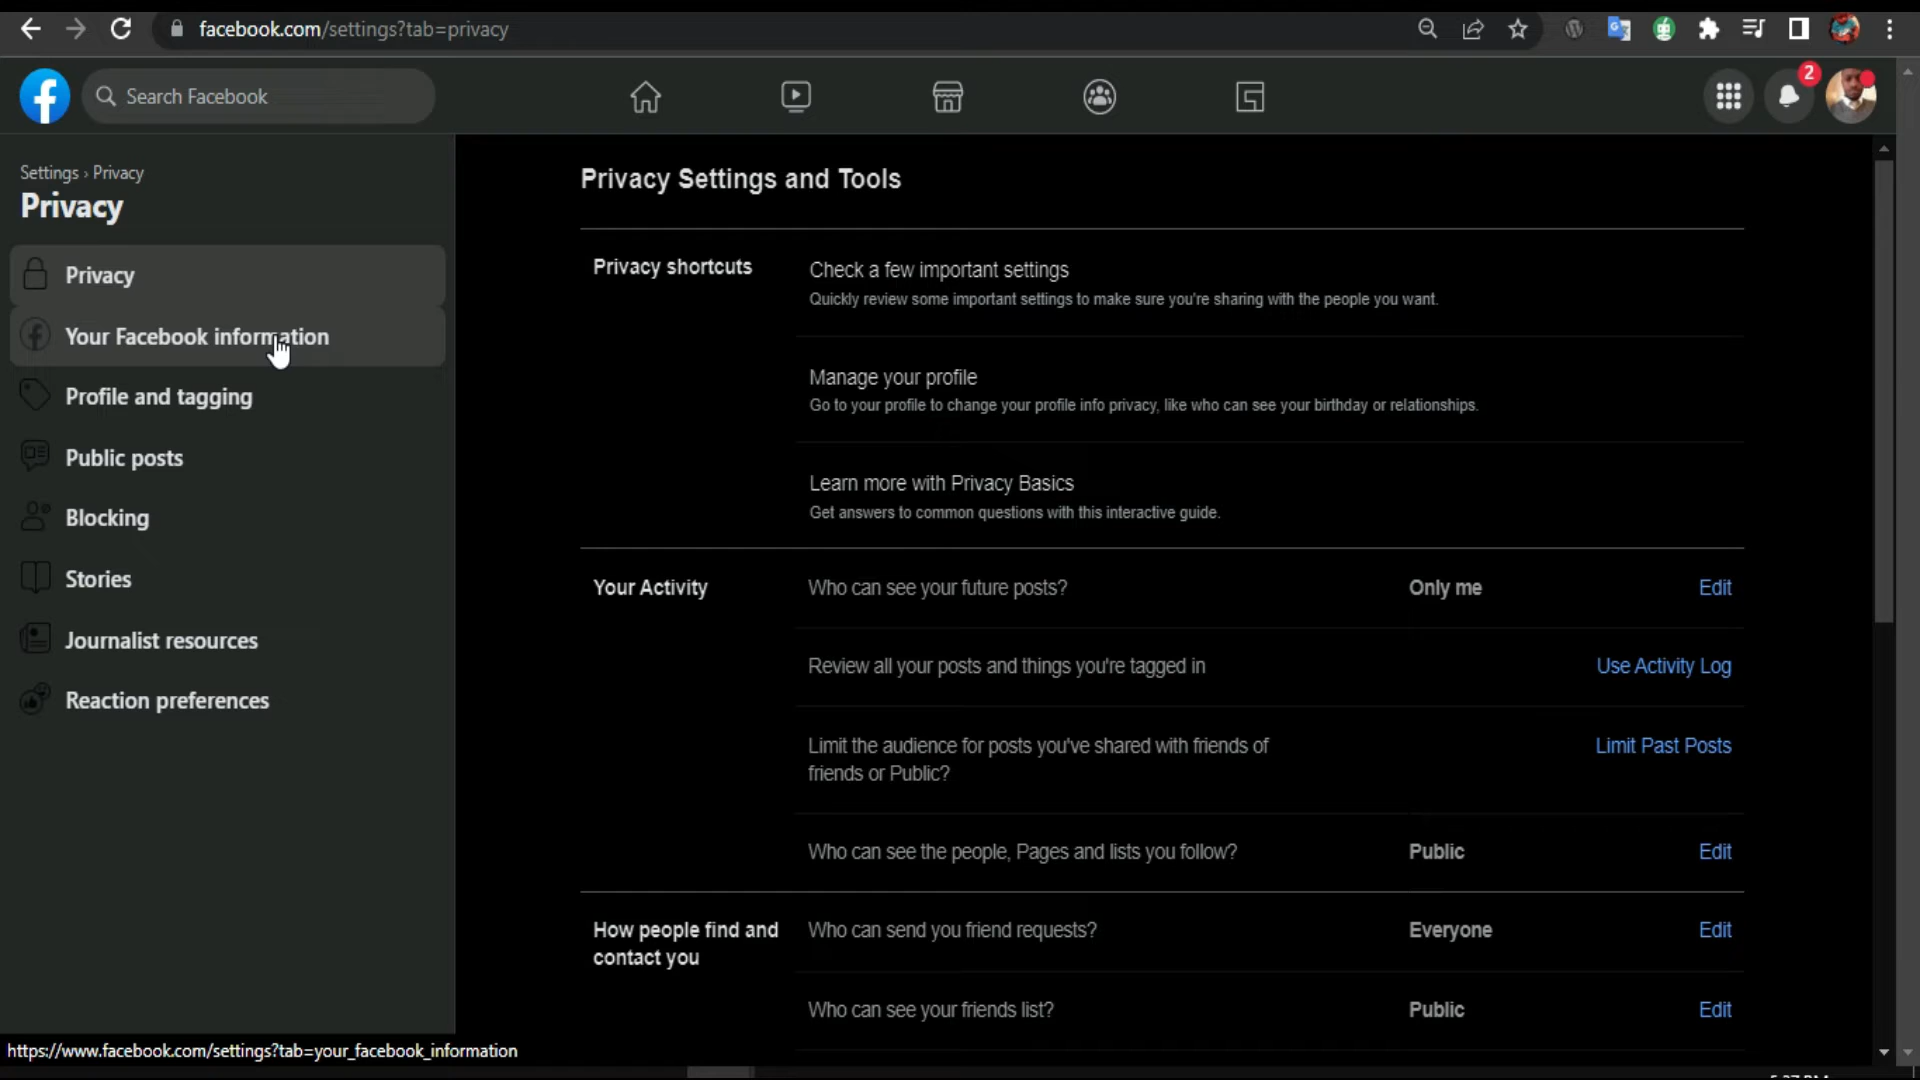 facebook.com/settings?tab=privacy
Search Facebook
2
Settings › Privacy
Privacy
Privacy
Your Facebook information
Profile and tagging
Public posts
Blocking
Stories
Journalist resources
Reaction preferences
Privacy Settings and Tools
Privacy shortcuts
Check a few important settings
Quickly review some important settings to make sure you're sharing with the people you want.
Manage your profile
Go to your profile to change your profile info privacy, like who can see your birthday or relationships.
Learn more with Privacy Basics
Get answers to common questions with this interactive guide.
Your Activity
Who can see your future posts? Only me Edit
Review all your posts and things you're tagged in Use Activity Log
Limit the audience for posts you've shared with friends of
friends or Public? Limit Past Posts
Who can see the people, Pages and lists you follow? Public Edit
How people find and
contact you
Who can send you friend requests? Everyone Edit
Who can see your friends list? Public Edit
https://www.facebook.com/settings?tab=your_facebook_information